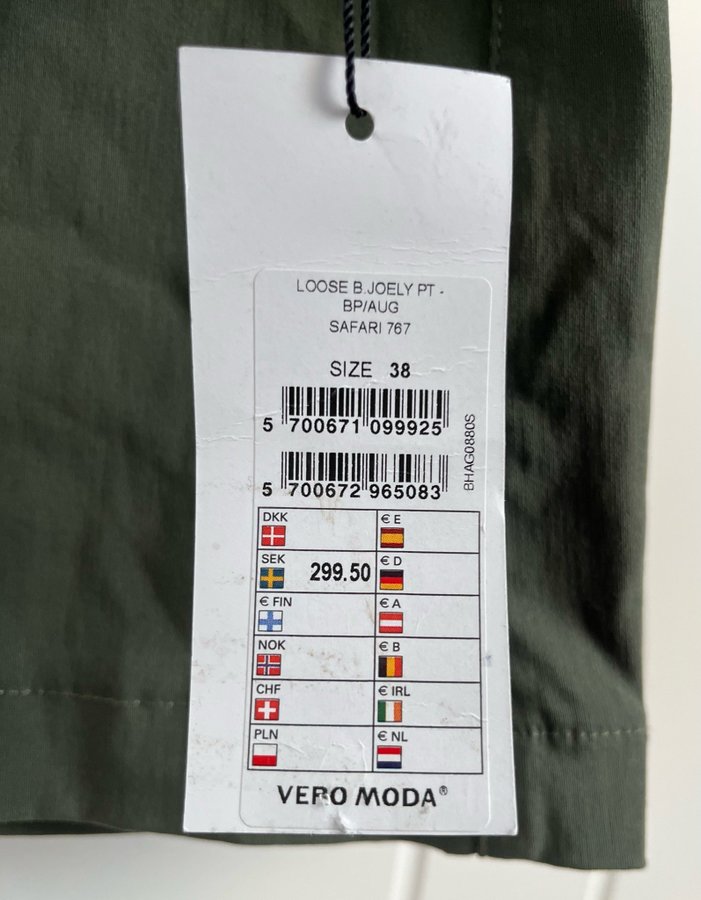 LOOSE B.JOELY PT -
BP/AUG
SAFARI 767
SIZE 38
5 700671 099925
5 700672 965083
BHAG0880S
DKK
€ E
SEK 299.50
€ D
€ FIN
€ A
NOK
€ B
CHF
€ IRL
PLN
€ NL
VERO MODA®